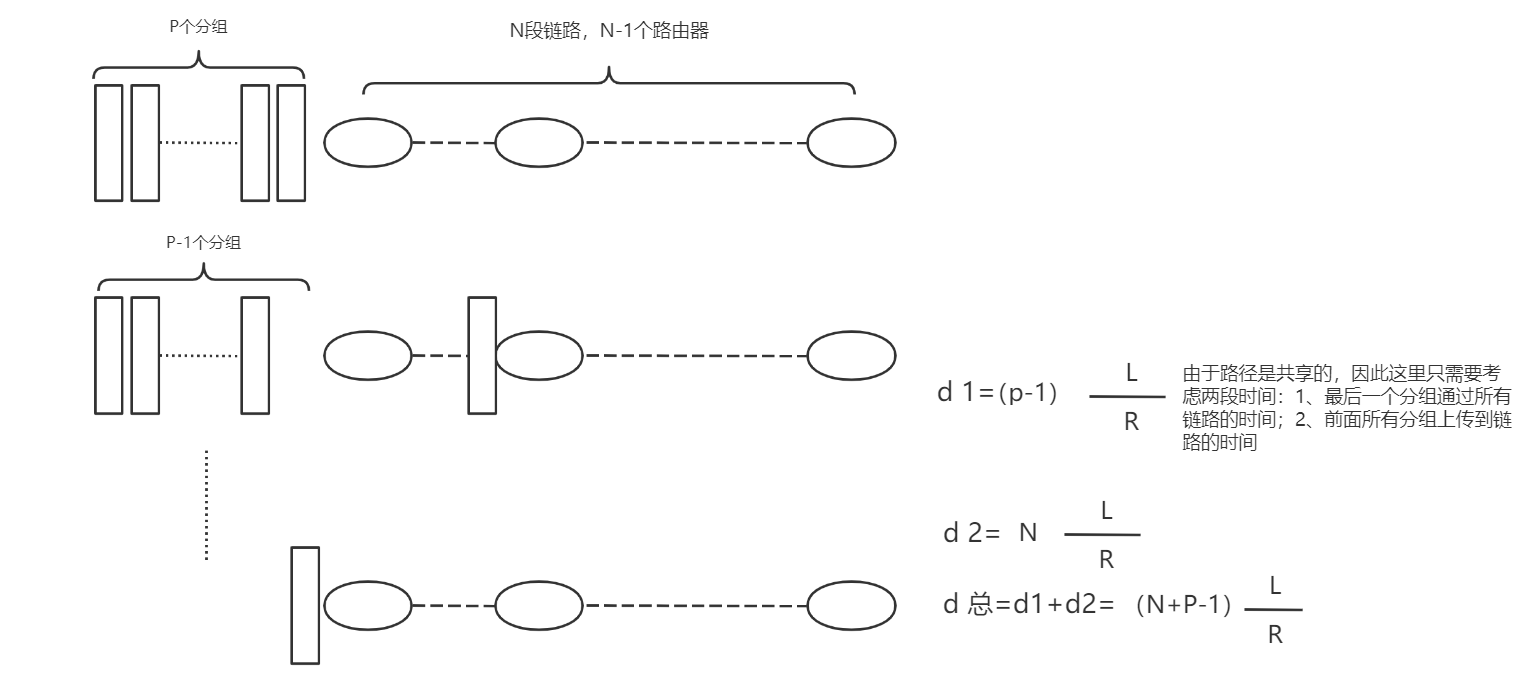 P个分组
N段链路，N-1个路由器
P-1个分组
d 1=(p-1) L
R
由于路径是共享的，因此这里只需要考
虑两段时间：1、最后一个分组通过所有
链路的时间；2、前面所有分组上传到链
路的时间
d 2= N L
R
d 总=d1+d2= (N+P-1) L
R